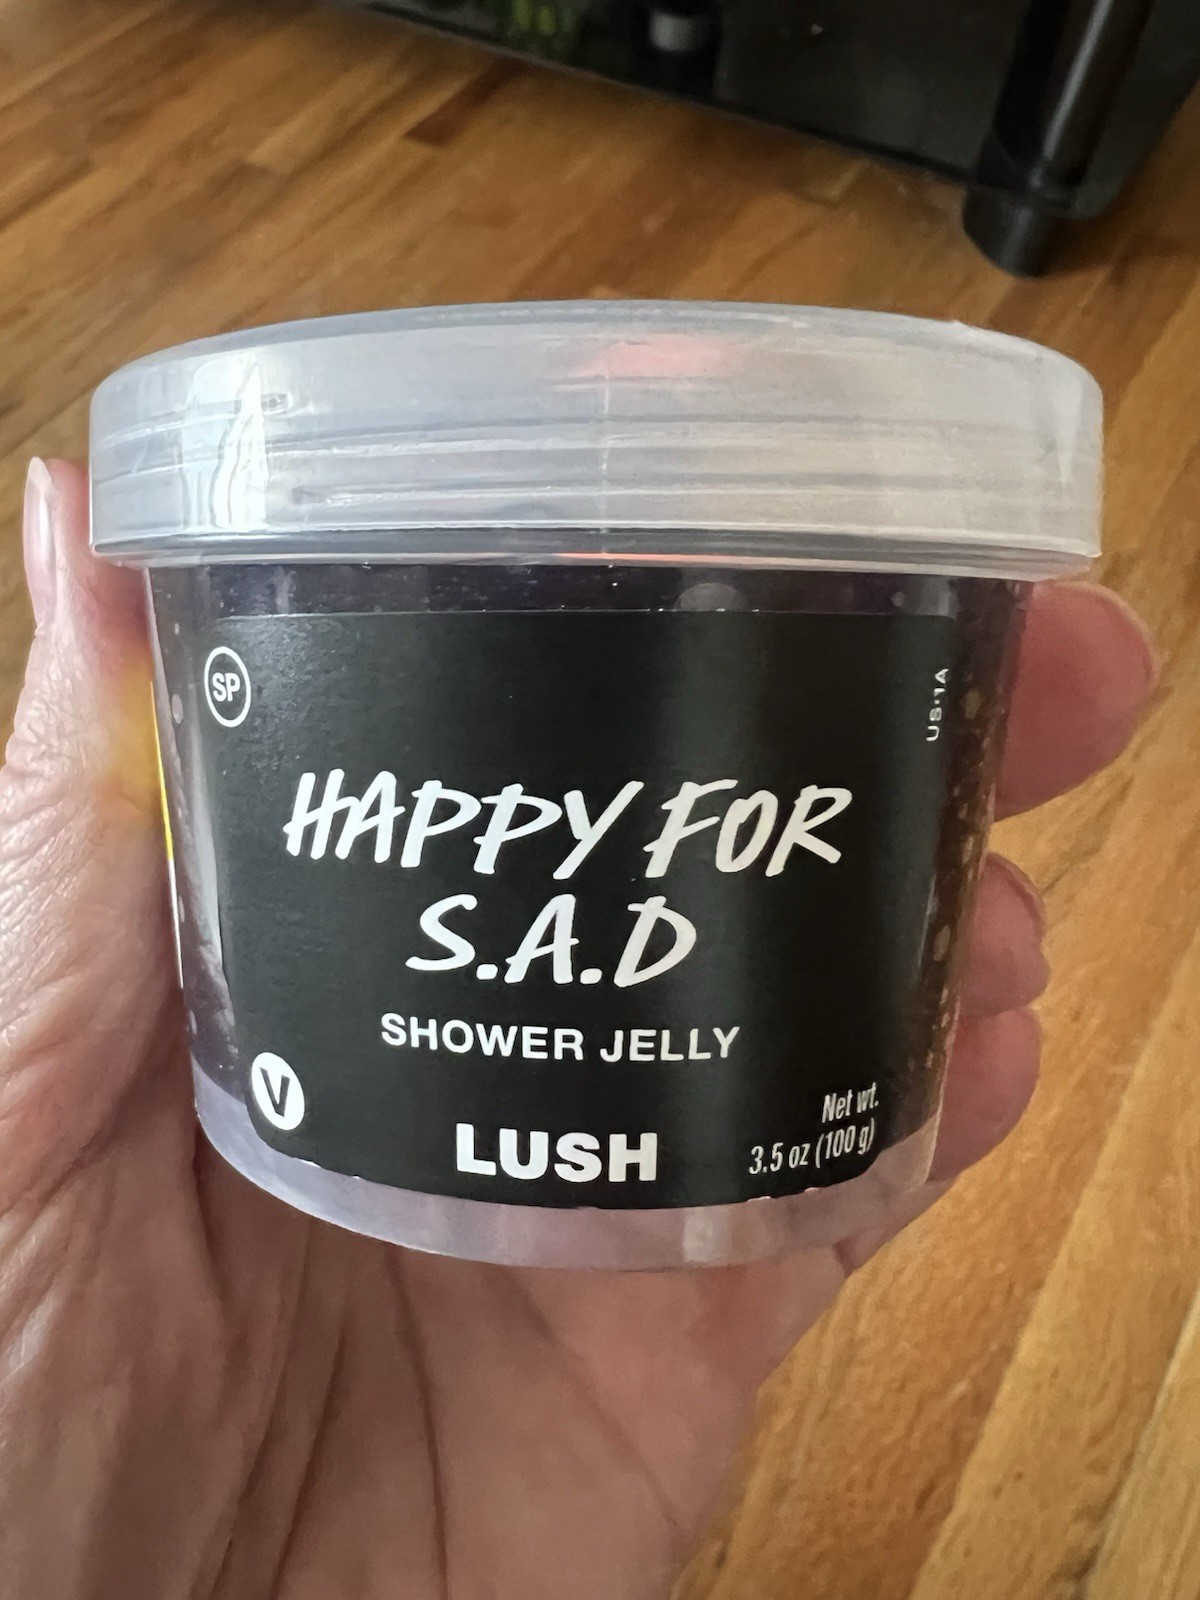 SP
US·1A
HAPPY FOR
S.A.D
SHOWER JELLY
V
LUSH
Net wt.
3.5 oz (100 g)